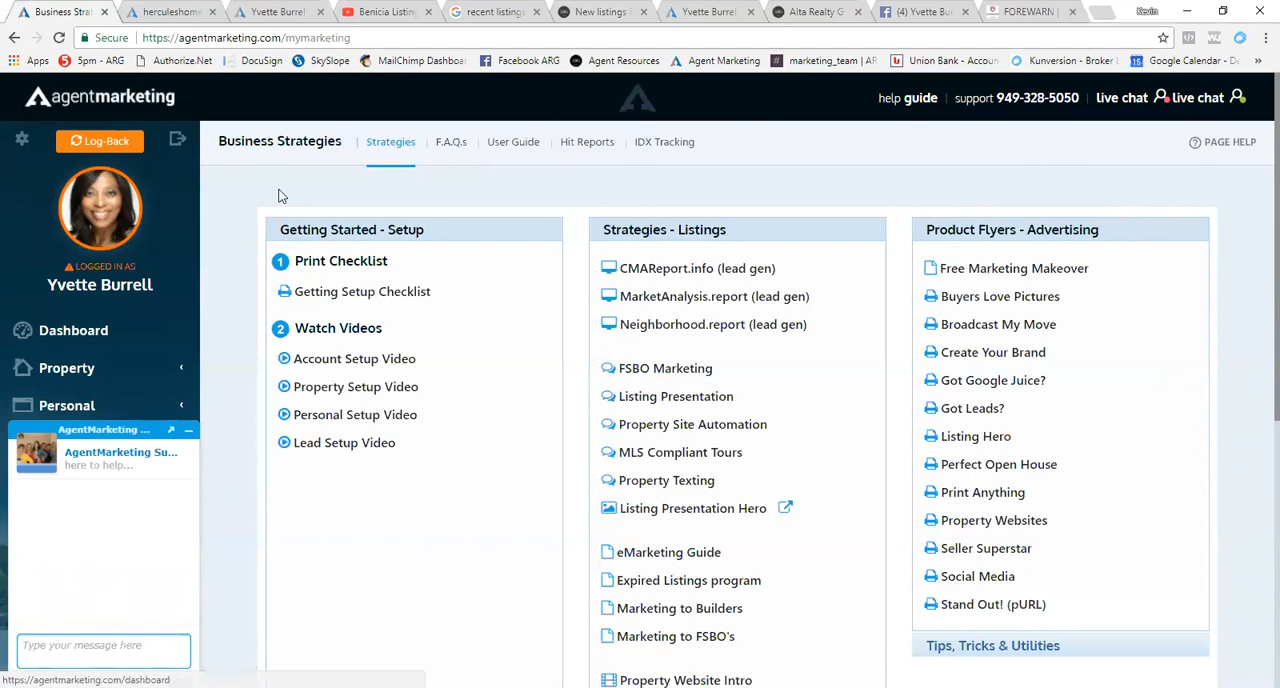 Business Strat
herculeshome
Yvette Burrell
Benicia Listing
recent listings
New listings
Yvette Burrell
Alta Realty G
(4) Yvette Bu
FOREWARN |
Kevin
Secure | https://agentmarketing.com/mymarketing
Apps
5pm - ARG
Authorize.Net
DocuSign
SkySlope
MailChimp Dashboar
Facebook ARG
Agent Resources
Agent Marketing
marketing_team | AR
Union Bank - Accoun
Kunversion - Broker
Google Calendar - De
agentmarketing
help guide | support 949-328-5050 | live chat live chat
Log-Back
Business Strategies | Strategies | F.A.Q.s | User Guide | Hit Reports | IDX Tracking
PAGE HELP
LOGGED IN AS
Yvette Burrell
Dashboard
Property
Personal
AgentMarketing ...
AgentMarketing Su...
here to help...
Type your message here
https://agentmarketing.com/dashboard
Getting Started - Setup
1 Print Checklist
Getting Setup Checklist
2 Watch Videos
Account Setup Video
Property Setup Video
Personal Setup Video
Lead Setup Video
Strategies - Listings
CMAReport.info (lead gen)
MarketAnalysis.report (lead gen)
Neighborhood.report (lead gen)
FSBO Marketing
Listing Presentation
Property Site Automation
MLS Compliant Tours
Property Texting
Listing Presentation Hero
eMarketing Guide
Expired Listings program
Marketing to Builders
Marketing to FSBO's
Property Website Intro
Product Flyers - Advertising
Free Marketing Makeover
Buyers Love Pictures
Broadcast My Move
Create Your Brand
Got Google Juice?
Got Leads?
Listing Hero
Perfect Open House
Print Anything
Property Websites
Seller Superstar
Social Media
Stand Out! (pURL)
Tips, Tricks & Utilities